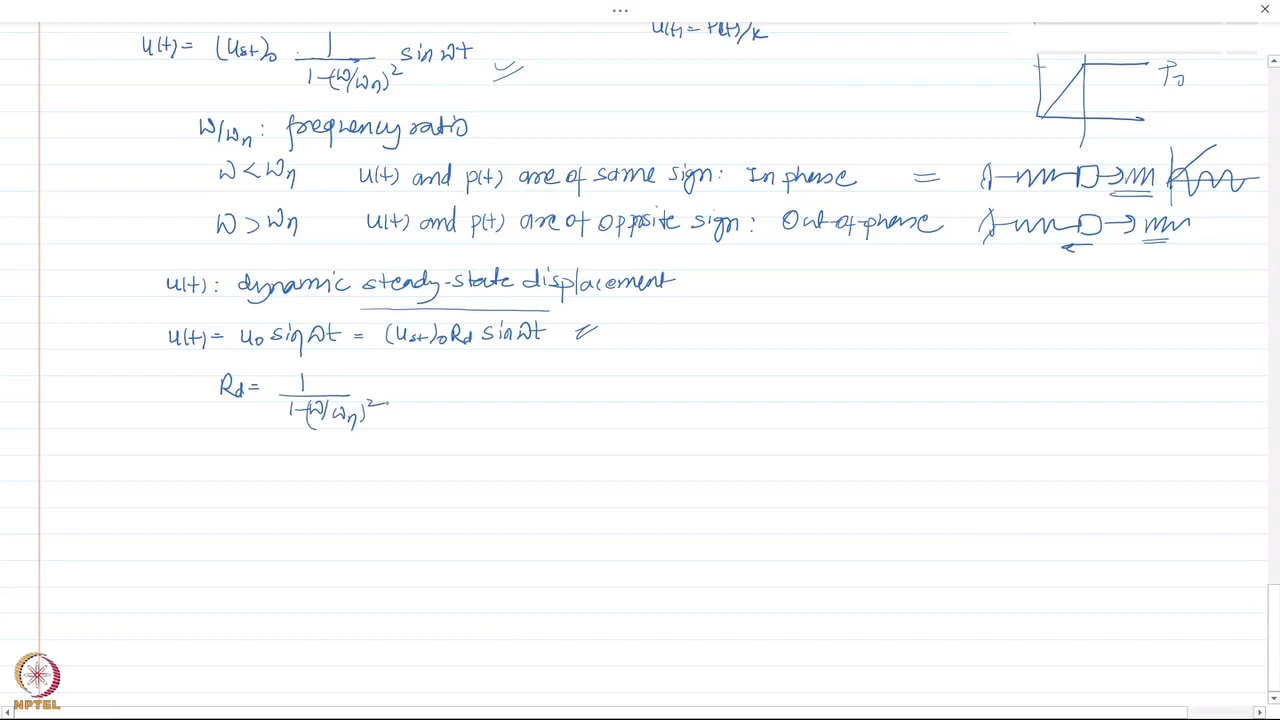 u(t) = P(t)/k
u(t) = (ust)₀ 1/(1-(ω/ωn)²) sin ωt
P₀
ω/ωn : frequency ratio
ω < ωn u(t) and p(t) are of same sign: In phase =
ω > ωn u(t) and p(t) are of opposite sign: Out-of-phase
u(t): dynamic steady-state displacement
u(t) = u₀ sin ωt = (ust)₀ Rd sin ωt
Rd = 1/(1-(ω/ωn)²)
NPTEL